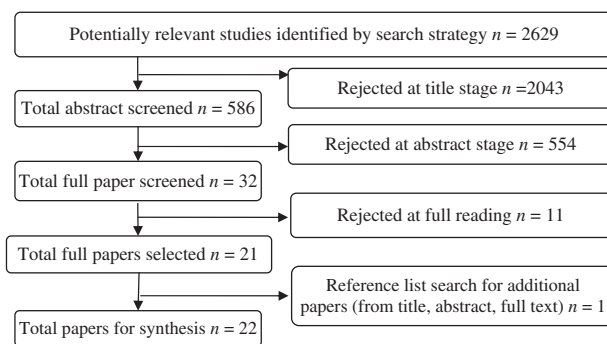 Potentially relevant studies identified by search strategy n = 2629
Rejected at title stage n =2043
Total abstract screened n = 586
Rejected at abstract stage n = 554
Total full paper screened n = 32
Rejected at full reading n = 11
Total full papers selected n = 21
Reference list search for additional
papers (from title, abstract, full text) n = 1
Total papers for synthesis n = 22